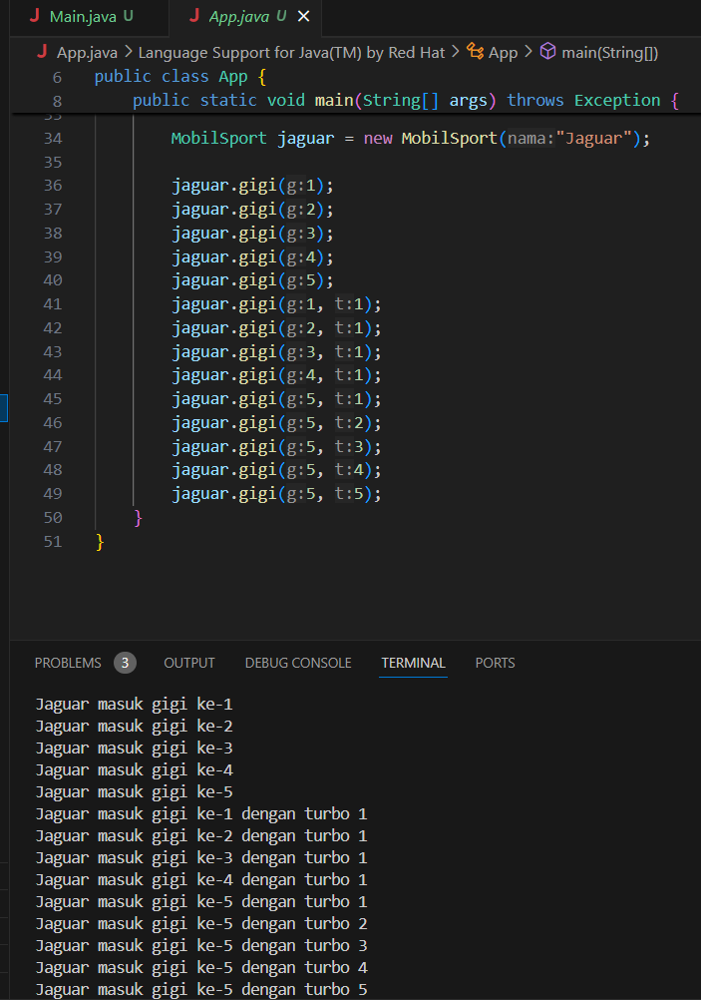 Main.java U
App.java U
App.java > Language Support for Java(TM) by Red Hat > App > main(String[])
6 public class App {
8 public static void main(String[] args) throws Exception {
34 MobilSport jaguar = new MobilSport(nama:"Jaguar");
35
36 jaguar.gigi(g:1);
37 jaguar.gigi(g:2);
38 jaguar.gigi(g:3);
39 jaguar.gigi(g:4);
40 jaguar.gigi(g:5);
41 jaguar.gigi(g:1, t:1);
42 jaguar.gigi(g:2, t:1);
43 jaguar.gigi(g:3, t:1);
44 jaguar.gigi(g:4, t:1);
45 jaguar.gigi(g:5, t:1);
46 jaguar.gigi(g:5, t:2);
47 jaguar.gigi(g:5, t:3);
48 jaguar.gigi(g:5, t:4);
49 jaguar.gigi(g:5, t:5);
50 }
51 }
PROBLEMS 3 OUTPUT DEBUG CONSOLE TERMINAL PORTS
Jaguar masuk gigi ke-1
Jaguar masuk gigi ke-2
Jaguar masuk gigi ke-3
Jaguar masuk gigi ke-4
Jaguar masuk gigi ke-5
Jaguar masuk gigi ke-1 dengan turbo 1
Jaguar masuk gigi ke-2 dengan turbo 1
Jaguar masuk gigi ke-3 dengan turbo 1
Jaguar masuk gigi ke-4 dengan turbo 1
Jaguar masuk gigi ke-5 dengan turbo 1
Jaguar masuk gigi ke-5 dengan turbo 2
Jaguar masuk gigi ke-5 dengan turbo 3
Jaguar masuk gigi ke-5 dengan turbo 4
Jaguar masuk gigi ke-5 dengan turbo 5